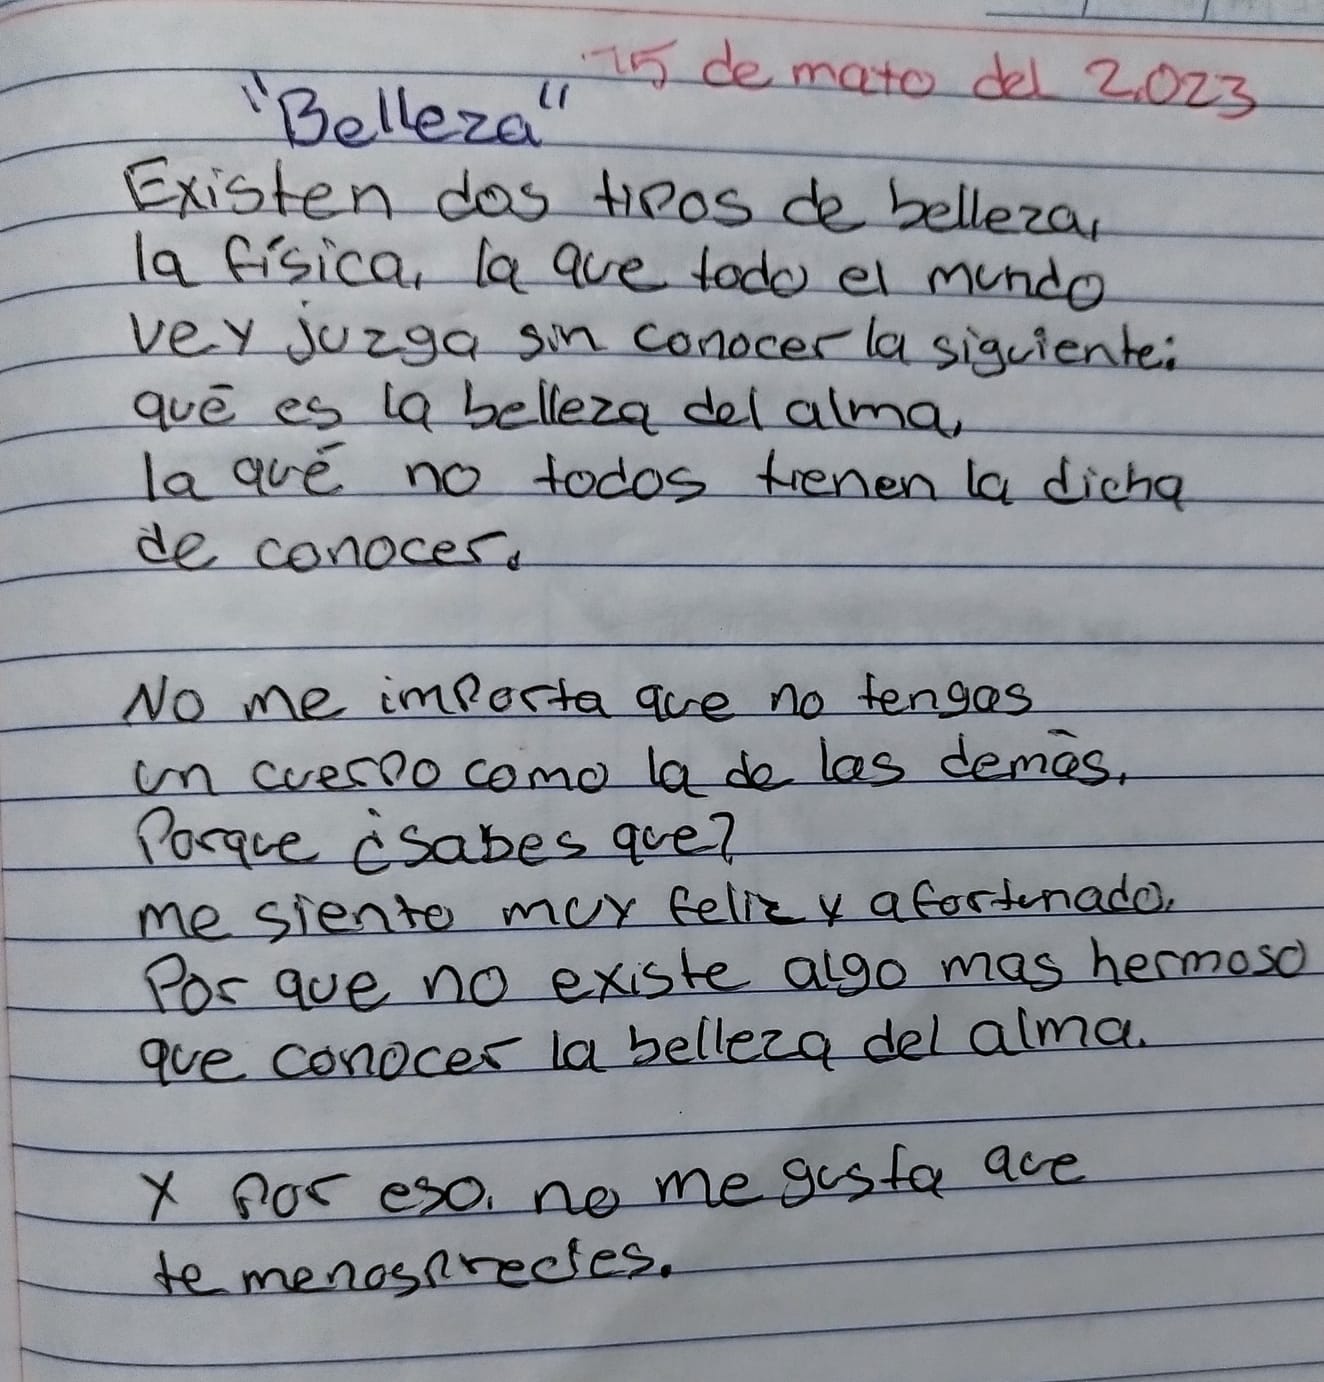 15 de mato del 2,023
"Belleza"
Existen dos tipos de belleza,
la física, la que todo el mundo
ve y juzga sin conocer la siguiente:
qué es la belleza del alma,
la qué no todos tienen la dicha
de conocer.
No me importa que no tengas
un cuerpo como la de las demás,
Porque ¿sabes que?
me siento muy feliz y afortunado,
Por que no existe algo mas hermoso
que conocer la belleza del alma.
Y por eso, no me gusta que
te menosprecies.